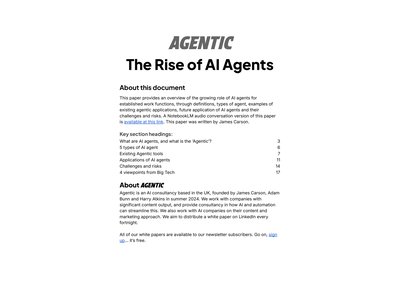 AGENTIC
The Rise of AI Agents
About this document
This paper provides an overview of the growing role of AI agents for
established work functions, through definitions, types of agent, examples of
existing agentic applications, future application of AI agents and their
challenges and risks. A NotebookLM audio conversation version of this paper
is available at this link. This paper was written by James Carson.
Key section headings:
What are AI agents, and what is the 'Agentic'? 3
5 types of AI agent 6
Existing Agentic tools 7
Applications of AI agents 11
Challenges and risks 14
4 viewpoints from Big Tech 17
About AGENTIC
Agentic is an AI consultancy based in the UK, founded by James Carson, Adam
Bunn and Harry Atkins in summer 2024. We work with companies with
significant content output, and provide consultancy in how AI and automation
can streamline this. We also work with AI companies on their content and
marketing approach. We aim to distribute a white paper on LinkedIn every
fortnight.
All of our white papers are available to our newsletter subscribers. Go on, sign
up... it's free.